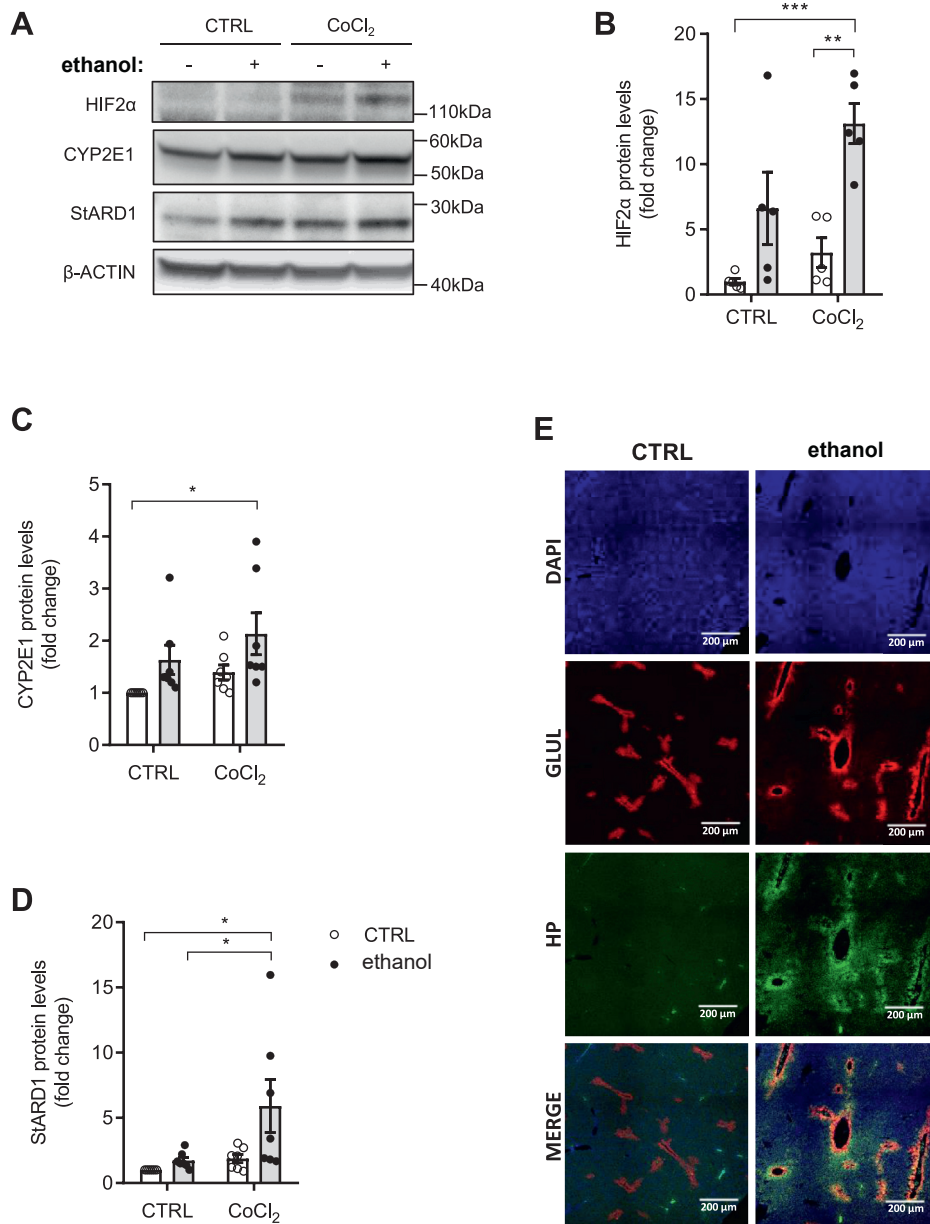 A
CTRL CoCl₂
ethanol: - + - +
HIF2α
110kDa
CYP2E1
60kDa
50kDa
StARD1
30kDa
β-ACTIN
40kDa
B
HIF2α protein levels
(fold change)
20
15
10
5
0
***
**
CTRL CoCl₂
C
CYP2E1 protein levels
(fold change)
5
4
3
2
1
0
*
CTRL CoCl₂
D
StARD1 protein levels
(fold change)
20
15
10
5
0
*
*
CTRL CoCl₂
CTRL
ethanol
E
CTRL ethanol
DAPI
200 μm 200 μm
GLUL
200 μm 200 μm
HP
200 μm 200 μm
MERGE
200 μm 200 μm